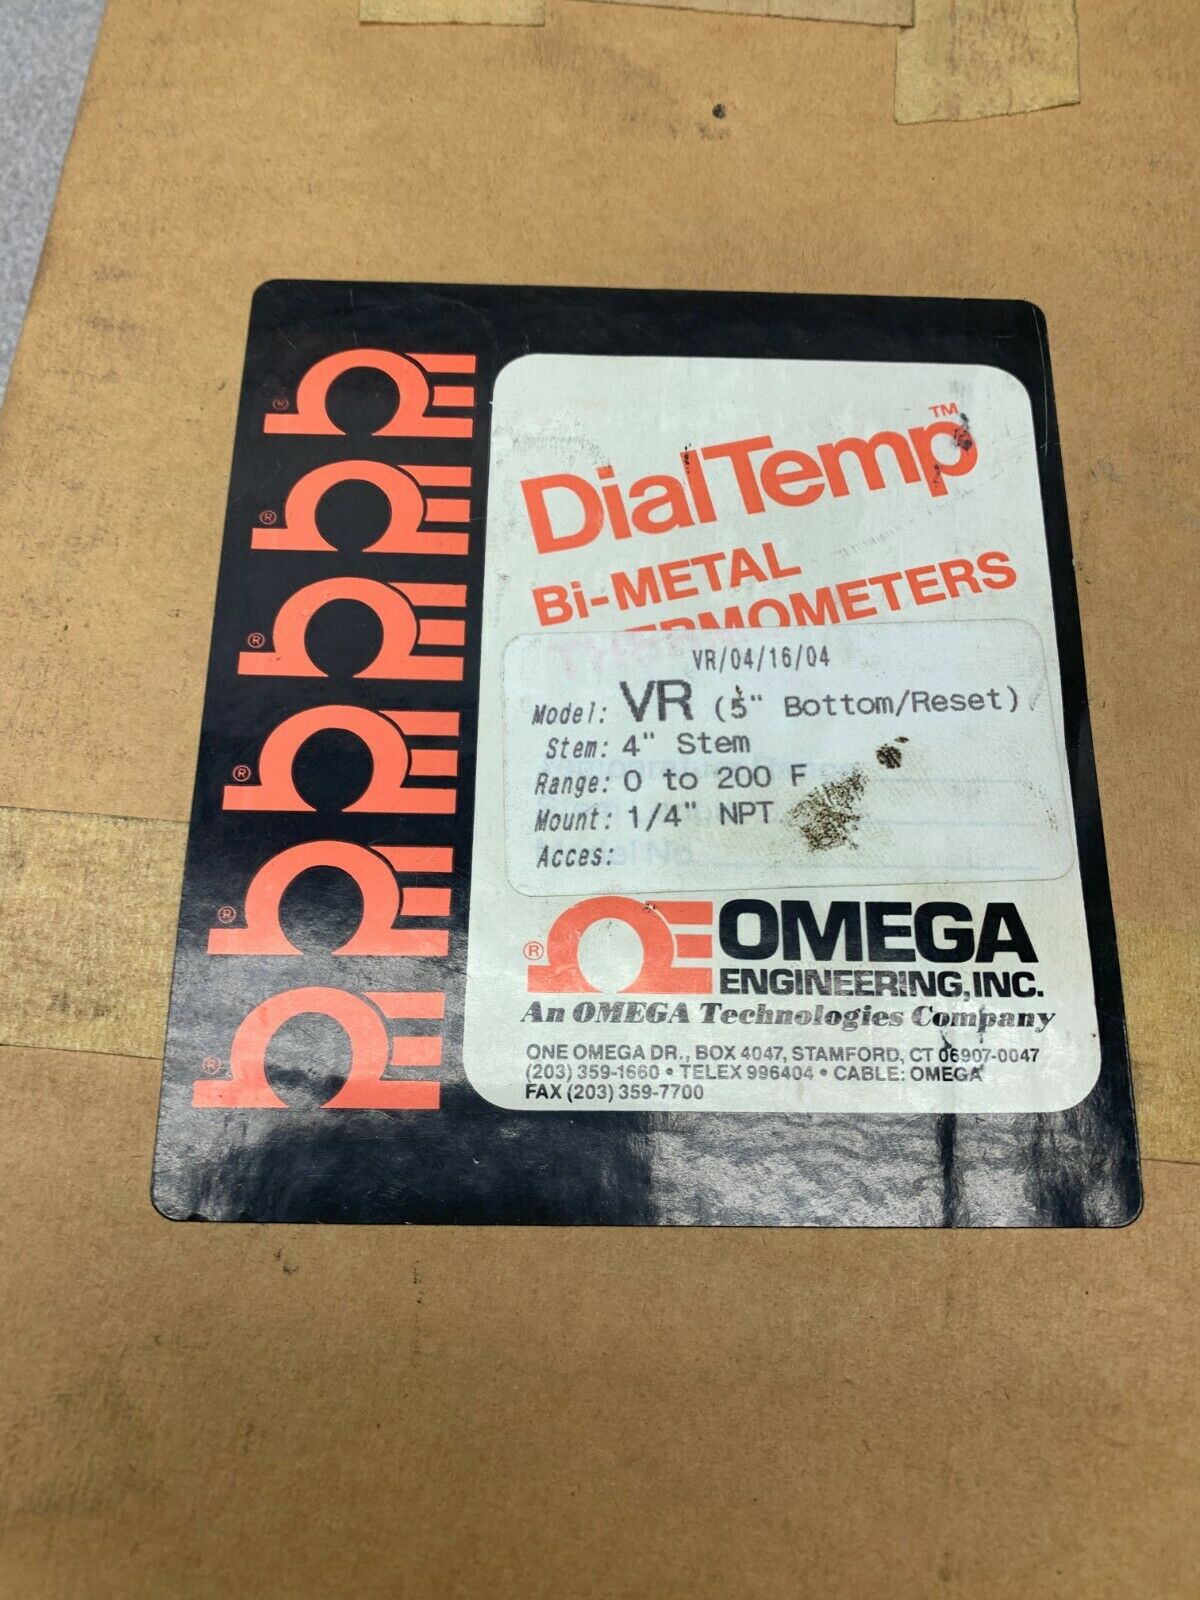 DialTemp™
Bi-METAL
THERMOMETERS
VR/04/16/04
Model: VR (5" Bottom/Reset)
Stem: 4" Stem
Range: 0 to 200 F
Mount: 1/4" NPT
Acces:
® OMEGA
ENGINEERING, INC.
An OMEGA Technologies Company
ONE OMEGA DR., BOX 4047, STAMFORD, CT 06907-0047
(203) 359-1660 • TELEX 996404 • CABLE: OMEGA
FAX (203) 359-7700
®
®
®
®
®
®